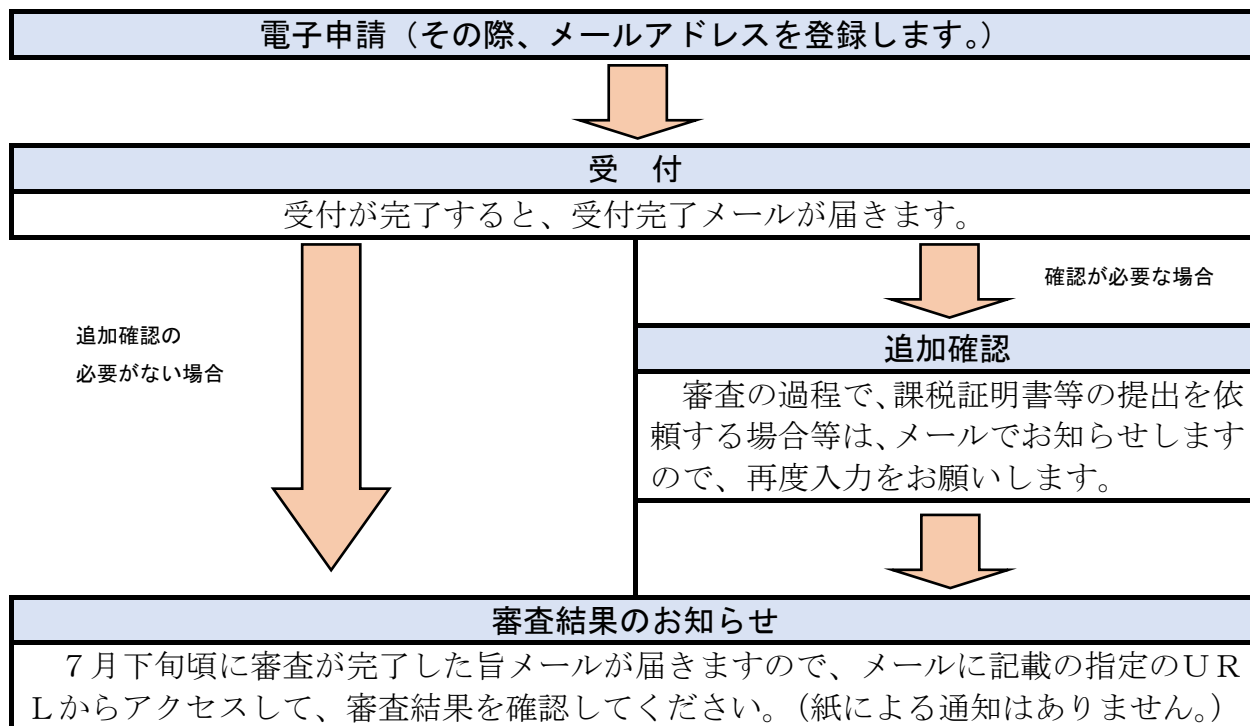 電子申請（その際、メールアドレスを登録します。）
受　付
受付が完了すると、受付完了メールが届きます。
確認が必要な場合
追加確認の
必要がない場合
追加確認
審査の過程で、課税証明書等の提出を依
頼する場合等は、メールでお知らせします
ので、再度入力をお願いします。
審査結果のお知らせ
７月下旬頃に審査が完了した旨メールが届きますので、メールに記載の指定のＵＲ
Ｌからアクセスして、審査結果を確認してください。（紙による通知はありません。）